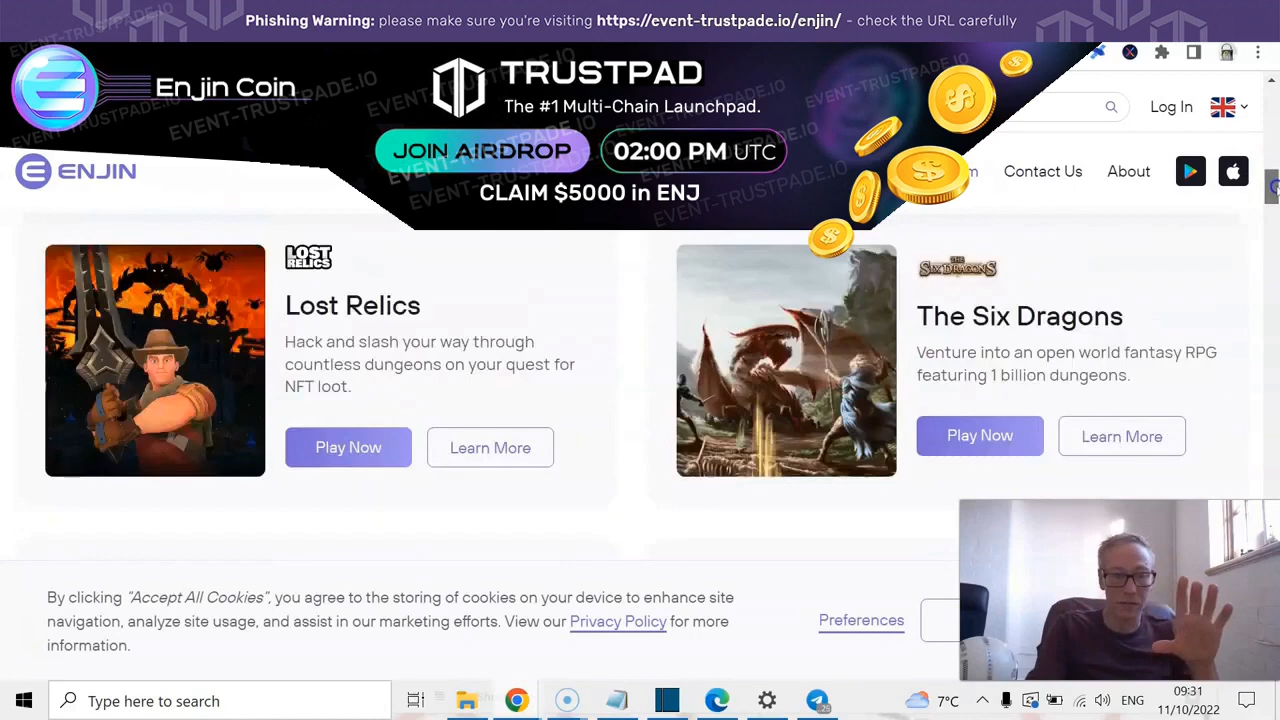 Phishing Warning: please make sure you're visiting https://event-trustpade.io/enjin/ - check the URL carefully
Enjin Coin
TRUSTPAD
The #1 Multi-Chain Launchpad.
JOIN AIRDROP
02:00 PM UTC
CLAIM $5000 in ENJ
EVENT-TRUSTPADE.IO
Log In
ENJIN
Contact Us
About
LOST
RELICS
Lost Relics
Hack and slash your way through
countless dungeons on your quest for
NFT loot.
Play Now
Learn More
THE
SIX DRAGONS
The Six Dragons
Venture into an open world fantasy RPG
featuring 1 billion dungeons.
Play Now
Learn More
By clicking “Accept All Cookies”, you agree to the storing of cookies on your device to enhance site
navigation, analyze site usage, and assist in our marketing efforts. View our Privacy Policy for more
information.
Preferences
Type here to search
7°C
ENG
09:31
11/10/2022